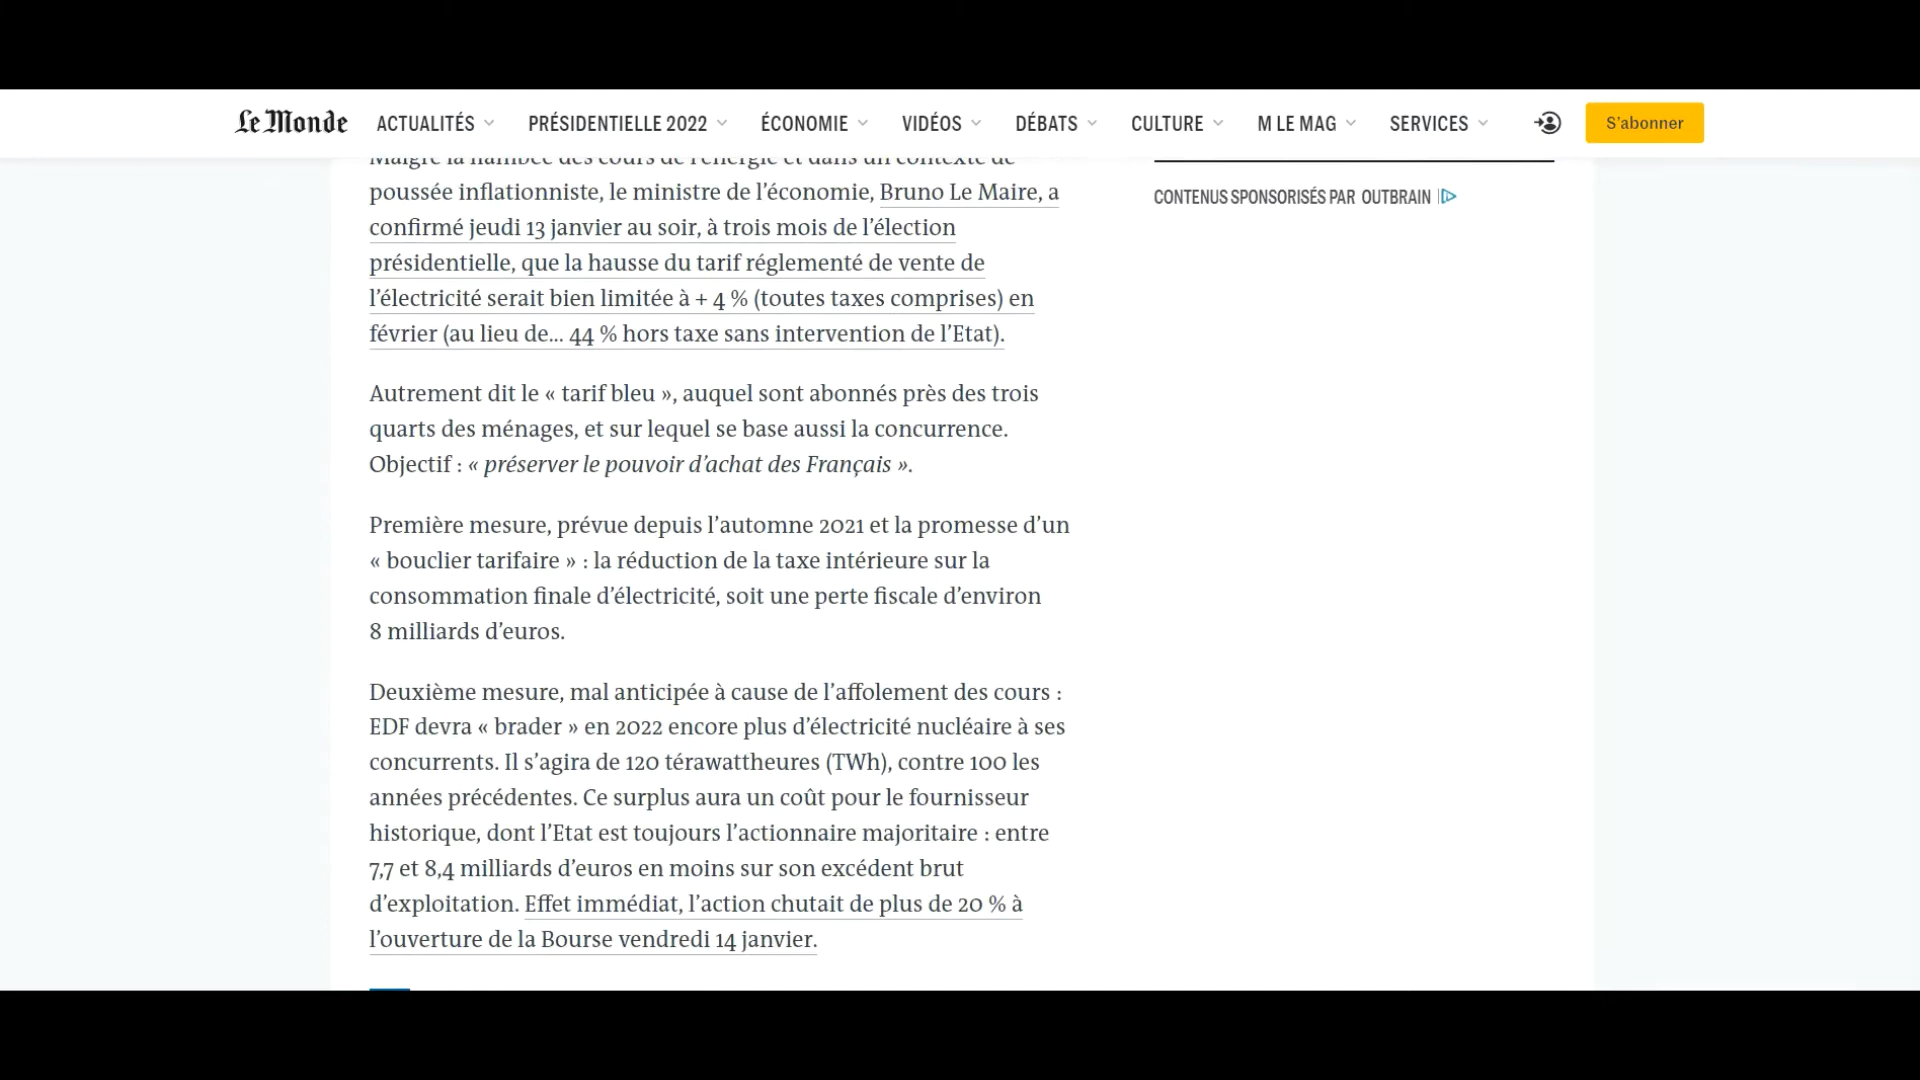 Le Monde ACTUALITÉS PRÉSIDENTIELLE 2022 ÉCONOMIE VIDÉOS DÉBATS CULTURE M LE MAG SERVICES S'abonner
Malgré la flambée des cours de l'énergie et dans un contexte de
poussée inflationniste, le ministre de l'économie, Bruno Le Maire, a
confirmé jeudi 13 janvier au soir, à trois mois de l'élection
présidentielle, que la hausse du tarif réglementé de vente de
l'électricité serait bien limitée à + 4 % (toutes taxes comprises) en
février (au lieu de... 44 % hors taxe sans intervention de l'Etat).
Autrement dit le « tarif bleu », auquel sont abonnés près des trois
quarts des ménages, et sur lequel se base aussi la concurrence.
Objectif : « préserver le pouvoir d'achat des Français ».
Première mesure, prévue depuis l'automne 2021 et la promesse d'un
« bouclier tarifaire » : la réduction de la taxe intérieure sur la
consommation finale d'électricité, soit une perte fiscale d'environ
8 milliards d'euros.
Deuxième mesure, mal anticipée à cause de l'affolement des cours :
EDF devra « brader » en 2022 encore plus d'électricité nucléaire à ses
concurrents. Il s'agira de 120 térawattheures (TWh), contre 100 les
années précédentes. Ce surplus aura un coût pour le fournisseur
historique, dont l'Etat est toujours l'actionnaire majoritaire : entre
7,7 et 8,4 milliards d'euros en moins sur son excédent brut
d'exploitation. Effet immédiat, l'action chutait de plus de 20 % à
l'ouverture de la Bourse vendredi 14 janvier.
CONTENUS SPONSORISÉS PAR OUTBRAIN